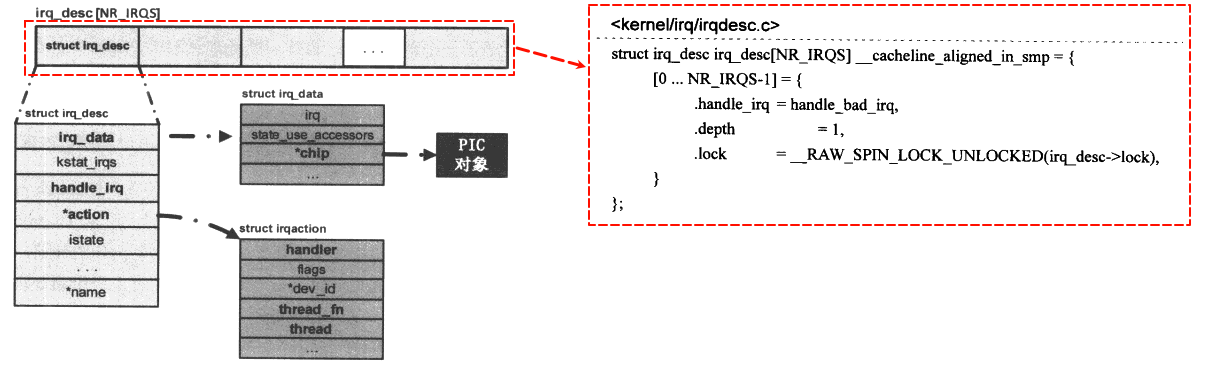 irq_desc [NR_IRQS]
struct irq_desc
. . .
struct irq_desc
irq_data
kstat_irqs
handle_irq
*action
istate
. . .
*name
struct irq_data
irq
state_use_accessors
*chip
...
PIC
对象
struct irqaction
handler
flags
*dev_id
thread_fn
thread
...
<kernel/irq/irqdesc.c>
struct irq_desc irq_desc[NR_IRQS] __cacheline_aligned_in_smp = {
[0 ... NR_IRQS-1] = {
.handle_irq = handle_bad_irq,
.depth = 1,
.lock = __RAW_SPIN_LOCK_UNLOCKED(irq_desc->lock),
}
};